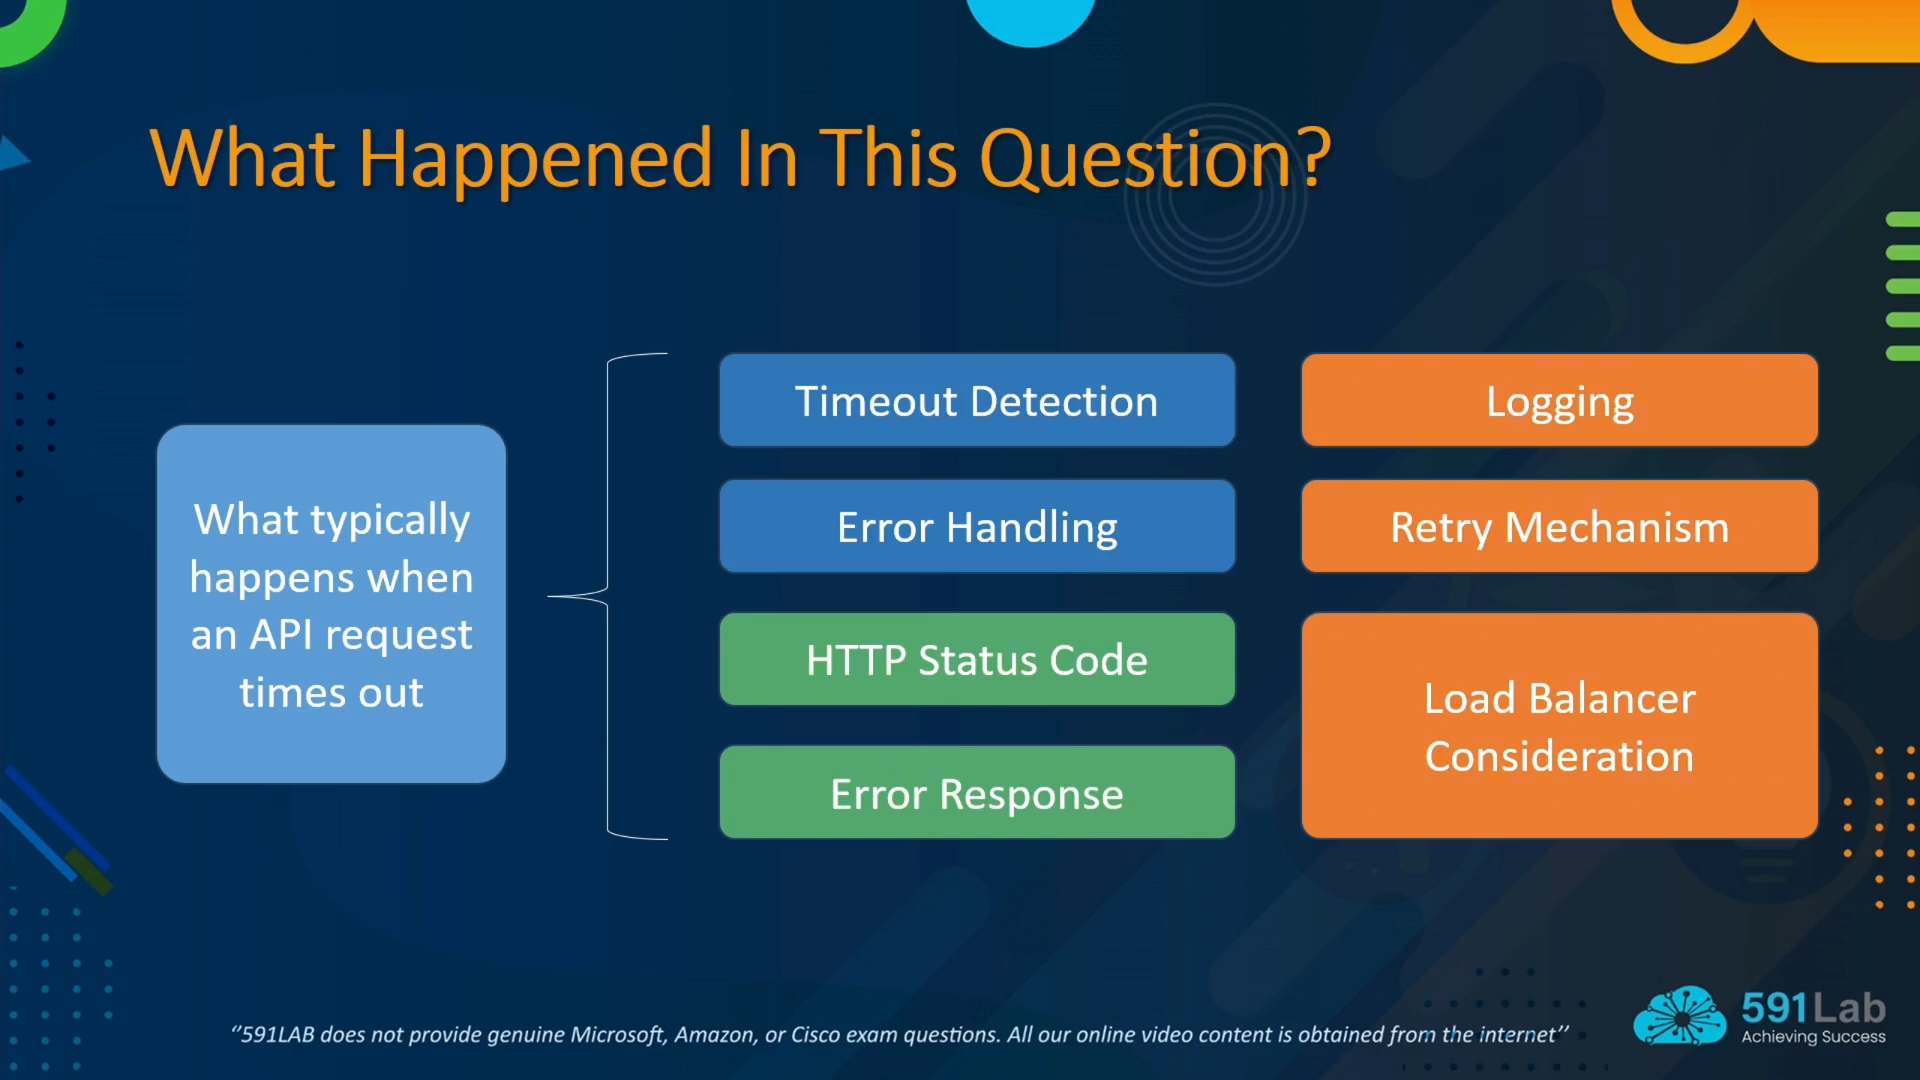 What Happened In This Question?
What typically
happens when
an API request
times out
Timeout Detection
Error Handling
HTTP Status Code
Error Response
Logging
Retry Mechanism
Load Balancer
Consideration
‘’591LAB does not provide genuine Microsoft, Amazon, or Cisco exam questions. All our online video content is obtained from the internet’’
591Lab
Achieving Success